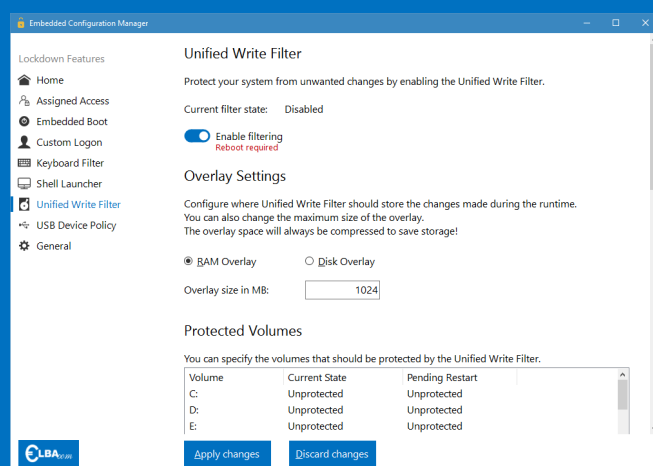 Embedded Configuration Manager
Lockdown Features
Home
Assigned Access
Embedded Boot
Custom Logon
Keyboard Filter
Shell Launcher
Unified Write Filter
USB Device Policy
General
Unified Write Filter
Protect your system from unwanted changes by enabling the Unified Write Filter.
Current filter state: Disabled
Enable filtering
Reboot required
Overlay Settings
Configure where Unified Write Filter should store the changes made during the runtime.
You can also change the maximum size of the overlay.
The overlay space will always be compressed to save storage!
RAM Overlay Disk Overlay
Overlay size in MB: 1024
Protected Volumes
You can specify the volumes that should be protected by the Unified Write Filter.
Volume Current State Pending Restart
C: Unprotected Unprotected
D: Unprotected Unprotected
E: Unprotected Unprotected
ELBA
Apply changes Discard changes